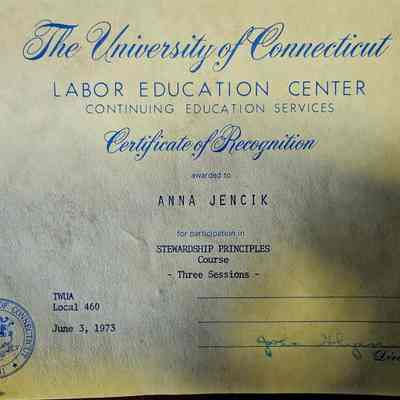 The University of Connecticut
LABOR EDUCATION CENTER
CONTINUING EDUCATION SERVICES
Certificate of Recognition
awarded to
ANNA JENCIK
for participation in
STEWARDSHIP PRINCIPLES
Course
- Three Sessions -
TWUA
Local 460
June 3, 1973